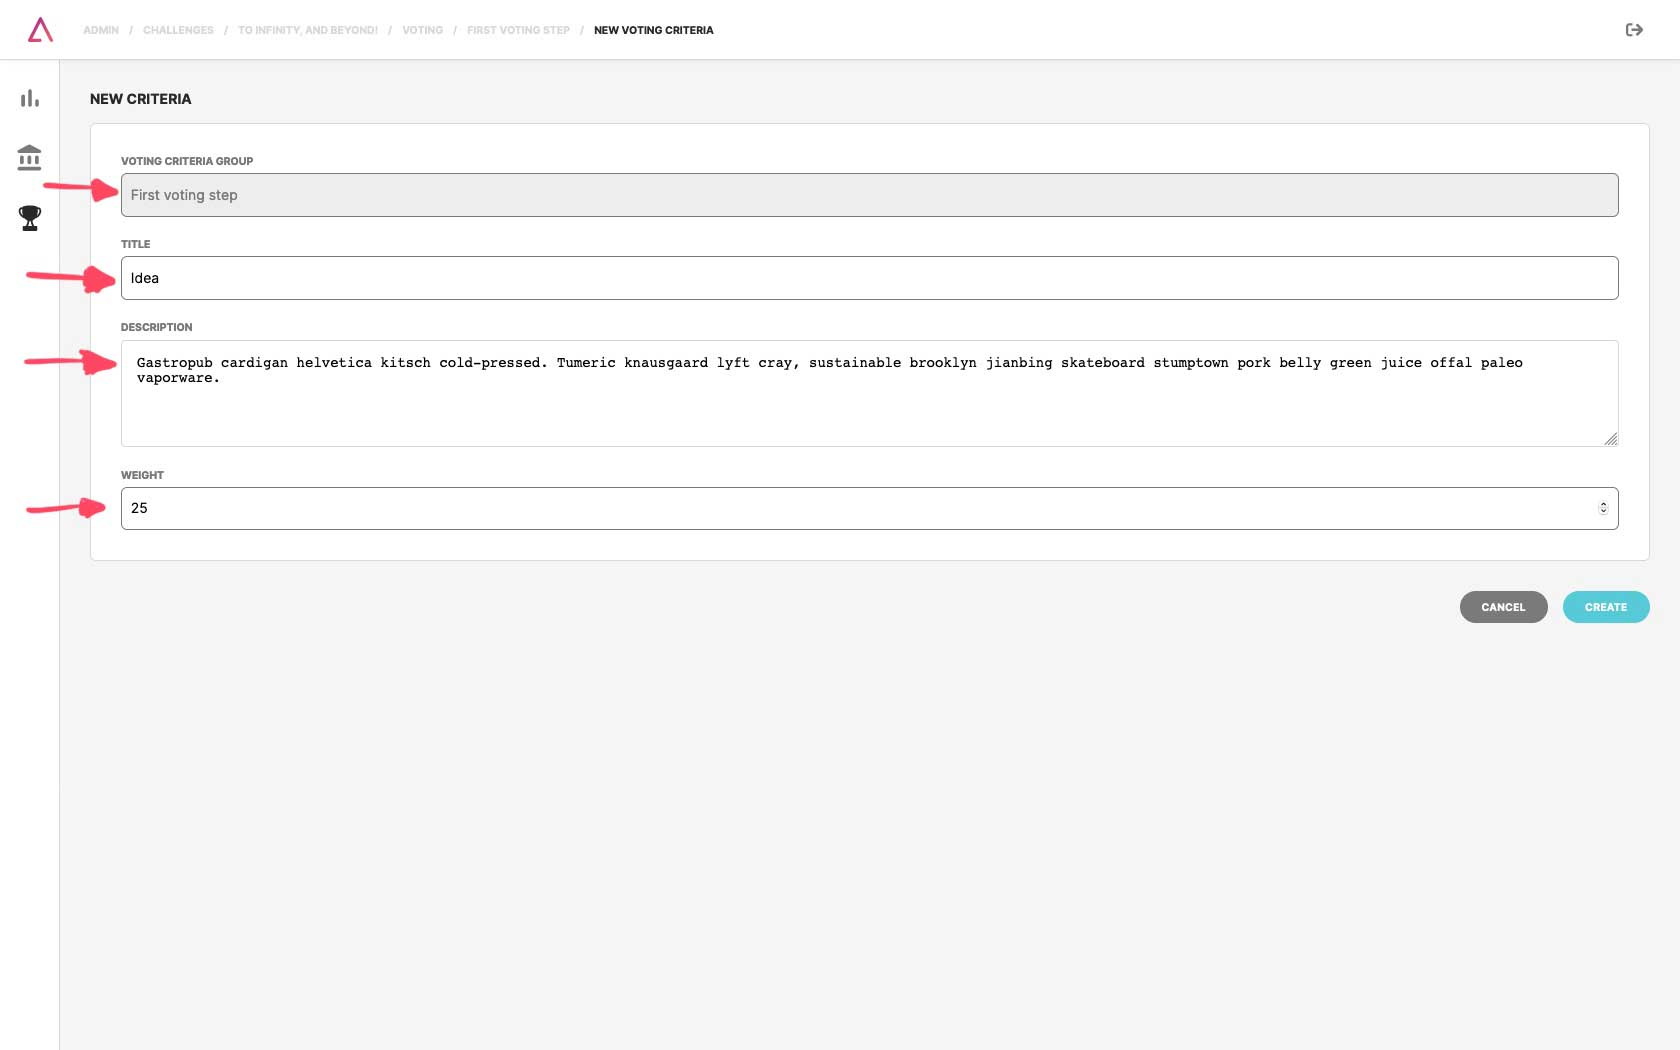 ADMIN / CHALLENGES / TO INFINITY, AND BEYOND! / VOTING / FIRST VOTING STEP / NEW VOTING CRITERIA
NEW CRITERIA
VOTING CRITERIA GROUP
First voting step
TITLE
Idea
DESCRIPTION
Gastropub cardigan helvetica kitsch cold-pressed. Tumeric knausgaard lyft cray, sustainable brooklyn jianbing skateboard stumptown pork belly green juice offal paleo
vaporware.
WEIGHT
25
CANCEL CREATE